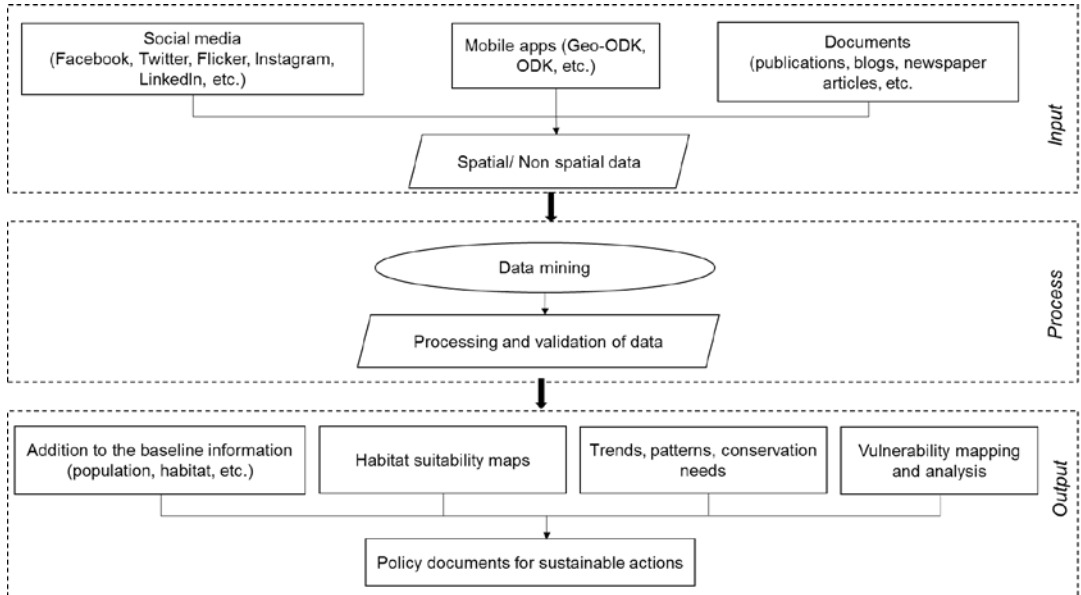 Social media
(Facebook, Twitter, Flicker, Instagram,
LinkedIn, etc.)
Mobile apps (Geo-ODK,
ODK, etc.)
Documents
(publications, blogs, newspaper
articles, etc.
Spatial/ Non spatial data
Input
Data mining
Processing and validation of data
Process
Addition to the baseline information
(population, habitat, etc.)
Habitat suitability maps
Trends, patterns, conservation
needs
Vulnerability mapping
and analysis
Policy documents for sustainable actions
Output